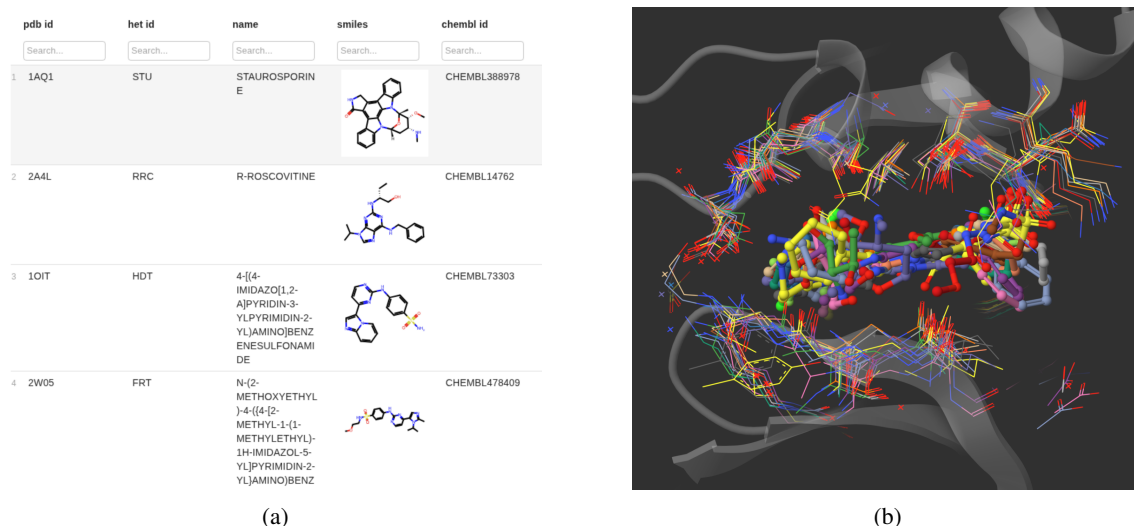 pdb id het id name smiles chembl id
Search... Search... Search... Search... Search...
1 1AQ1 STU STAUROSPORIN CHEMBL388978
E
2 2A4L RRC R-ROSCOVITINE CHEMBL14762
3 1OIT HDT 4-[(4- CHEMBL73303
IMIDAZO[1,2-
A]PYRIDIN-3-
YLPYRIMIDIN-2-
YL)AMINO]BENZ
ENESULFONAMI
DE
4 2W05 FRT N-(2- CHEMBL478409
METHOXYETHYL
)-4-({4-[2-
METHYL-1-(1-
METHYLETHYL)-
1H-IMIDAZOL-5-
YL]PYRIMIDIN-2-
YL}AMINO)BENZ
(a) (b)